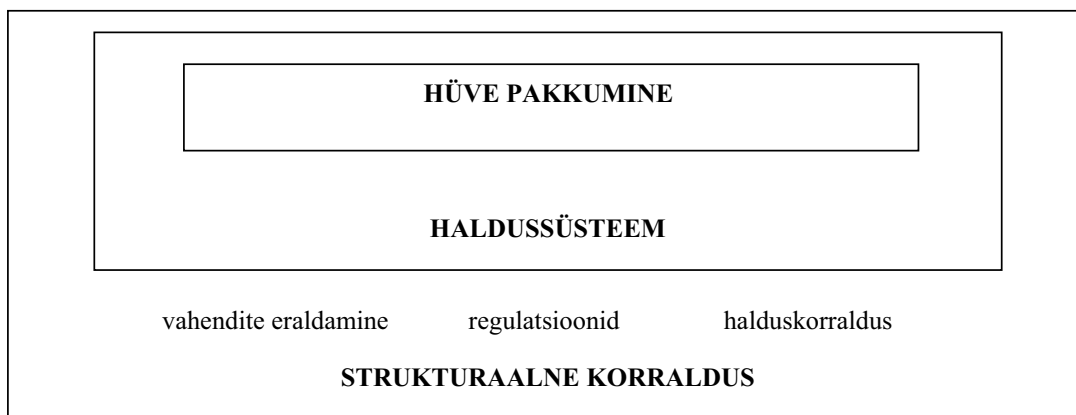 HÜVE PAKKUMINE
HALDUSSÜSTEEM
vahendite eraldamine regulatsioonid halduskorraldus
STRUKTURAALNE KORRALDUS